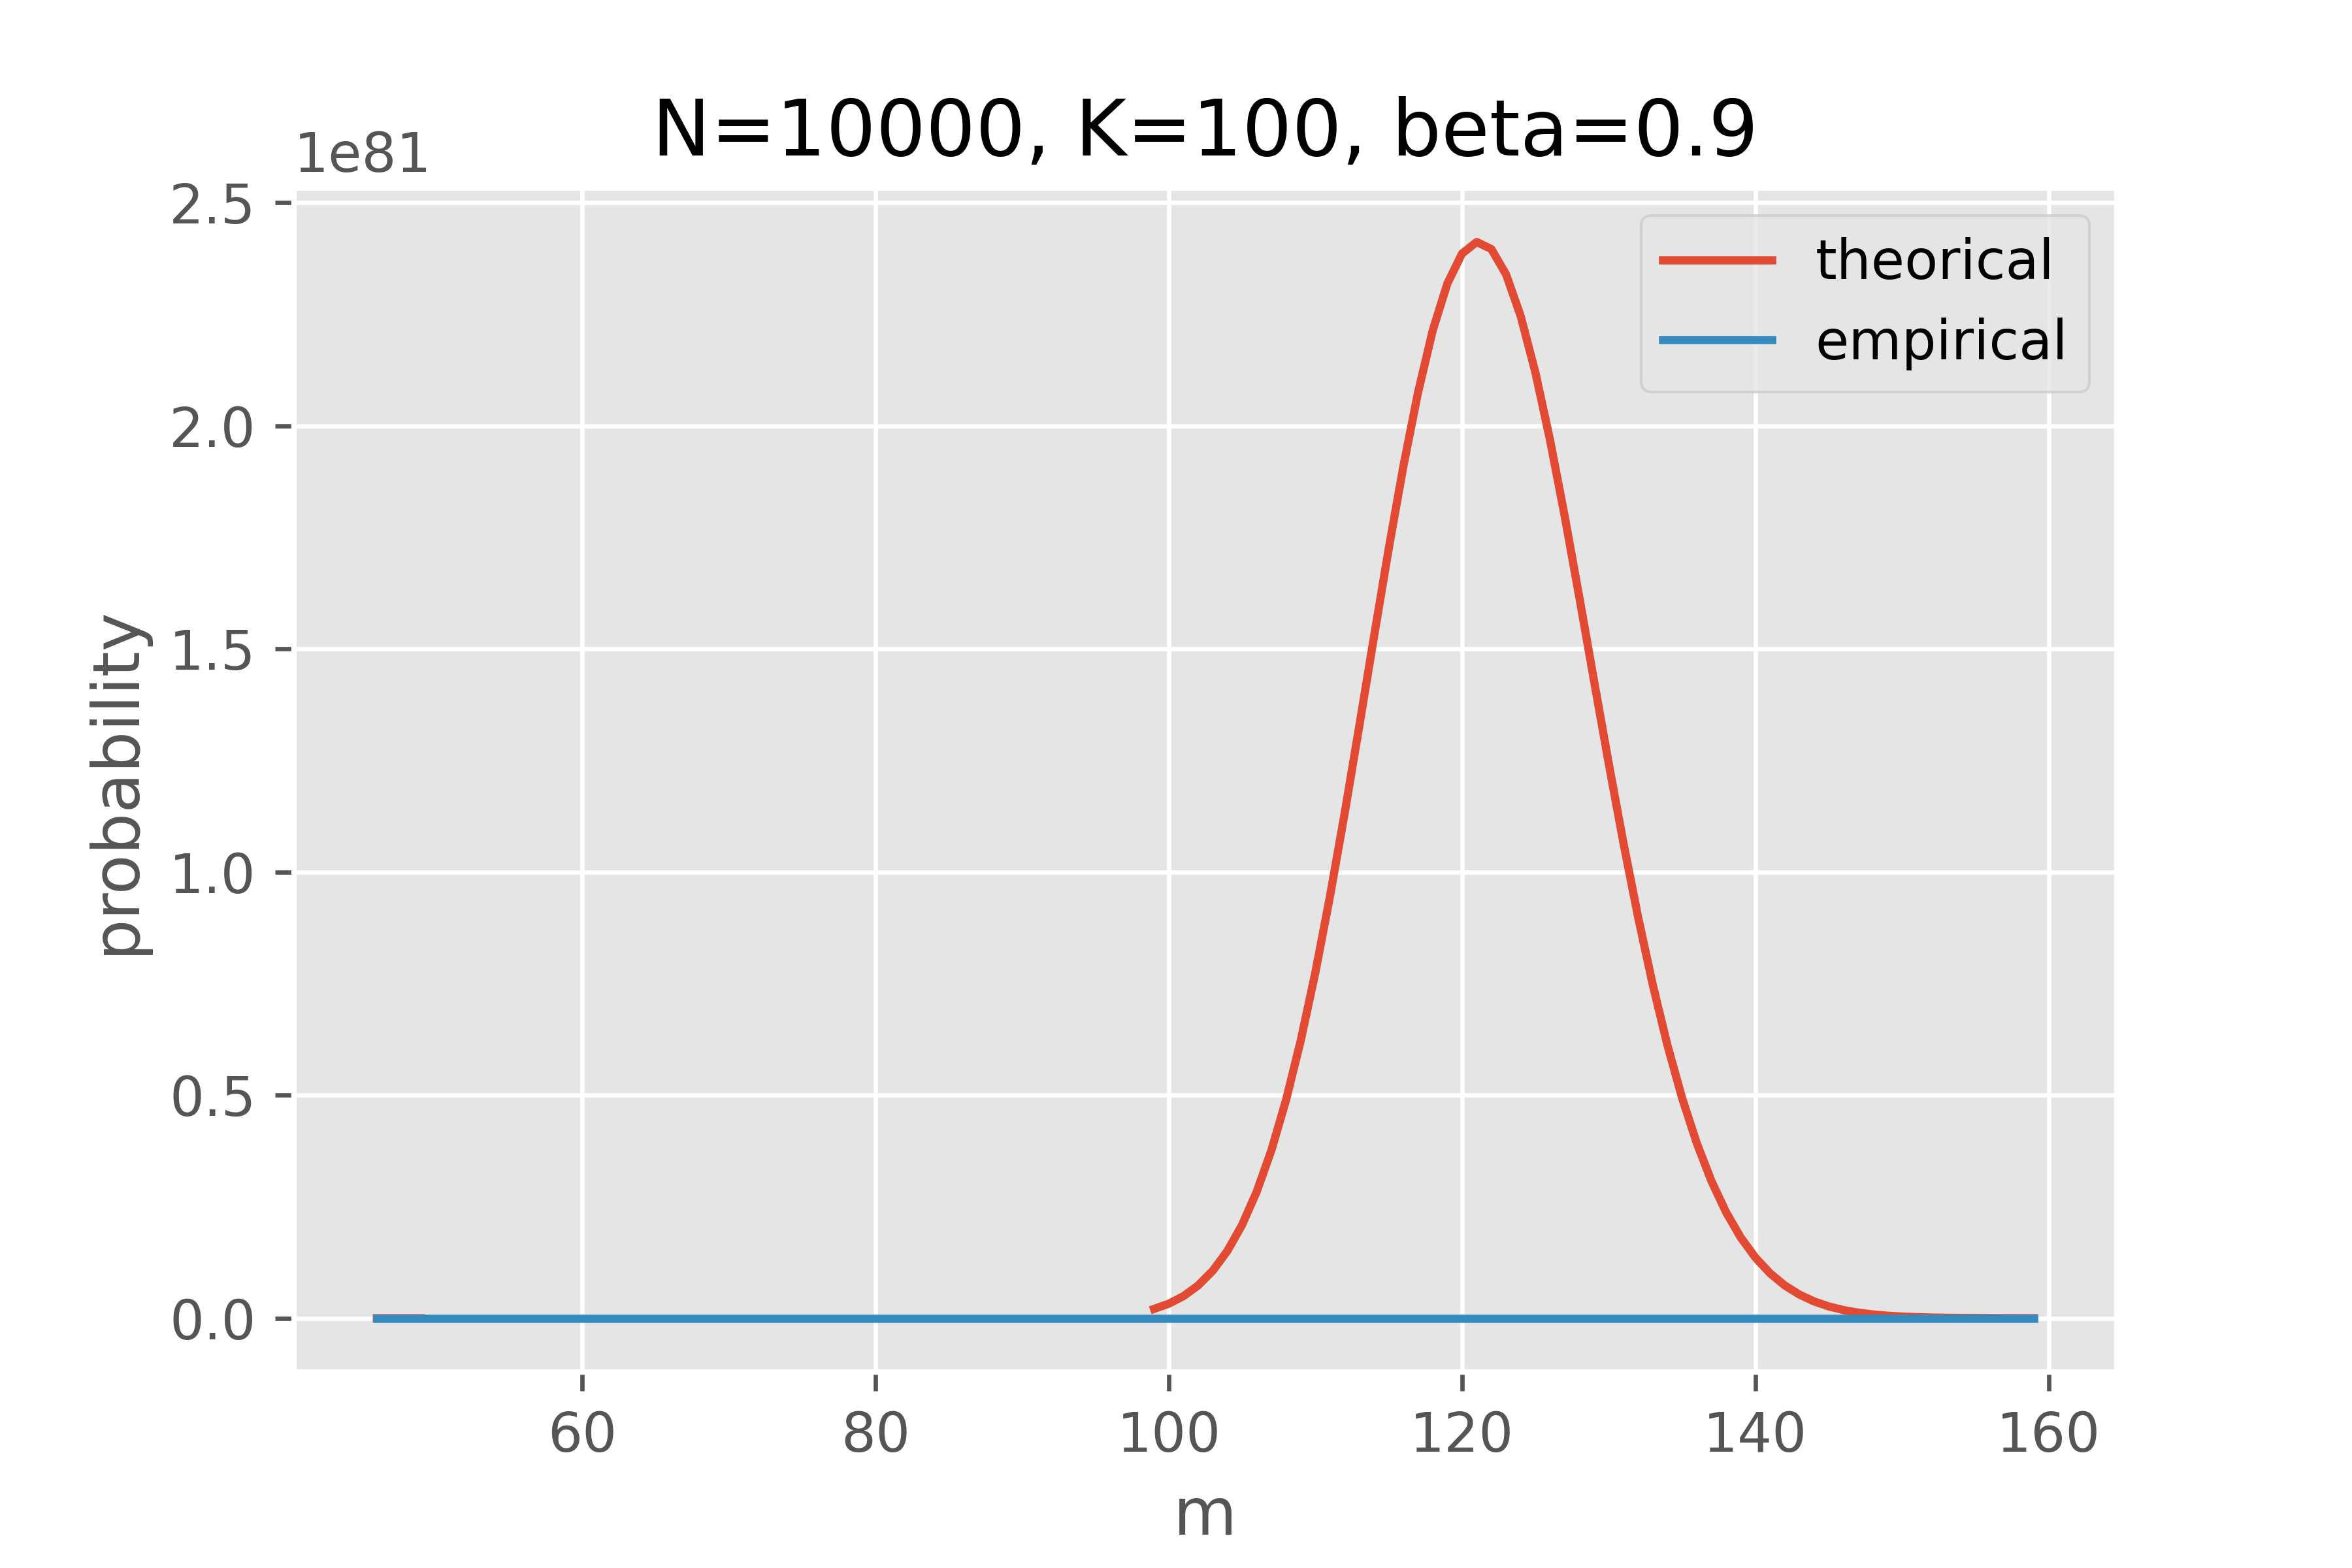 N=10000, K=100, beta=0.9
1e81
2.5
2.0
1.5
1.0
0.5
0.0
probability
theorical
empirical
60 80 100 120 140 160
m